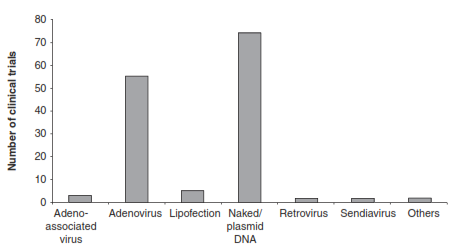 Number of clinical trials
80
70
60
50
40
30
20
10
0
Adeno-
associated
virus
Adenovirus
Lipofection
Naked/
plasmid
DNA
Retrovirus
Sendiavirus
Others